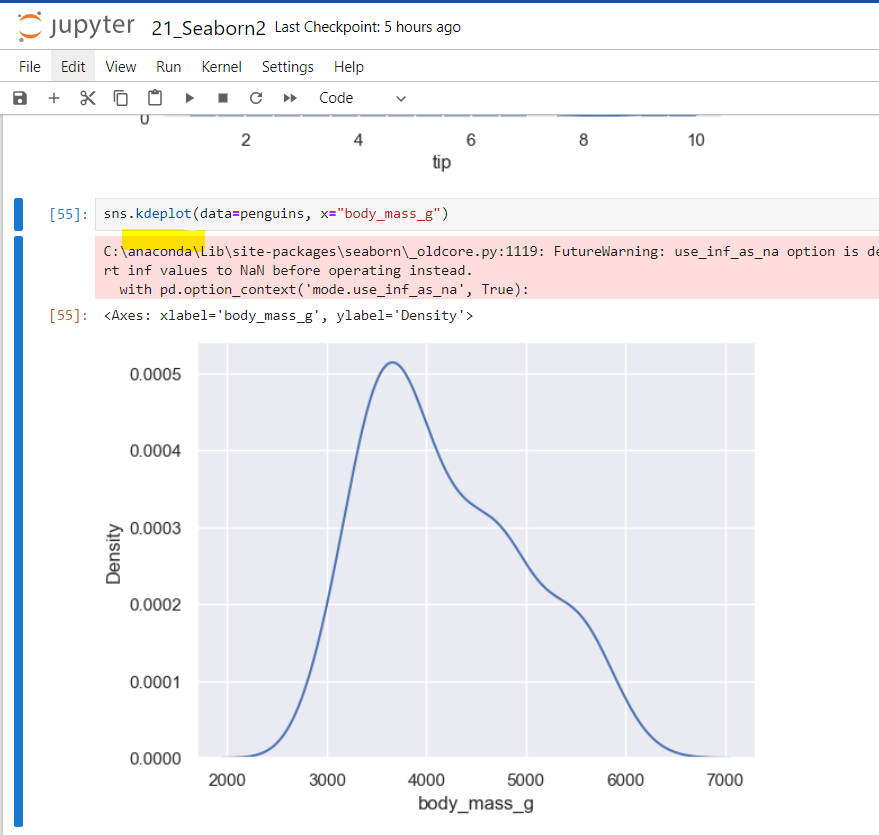 jupyter 21_Seaborn2 Last Checkpoint: 5 hours ago
File Edit View Run Kernel Settings Help
Code
0
2 4 6 8 10
tip
[55]: sns.kdeplot(data=penguins, x="body_mass_g")
C:\anaconda\Lib\site-packages\seaborn\_oldcore.py:1119: FutureWarning: use_inf_as_na option is de
rt inf values to NaN before operating instead.
with pd.option_context('mode.use_inf_as_na', True):
[55]: <Axes: xlabel='body_mass_g', ylabel='Density'>
0.0005
0.0004
0.0003
0.0002
0.0001
0.0000
Density
2000 3000 4000 5000 6000 7000
body_mass_g